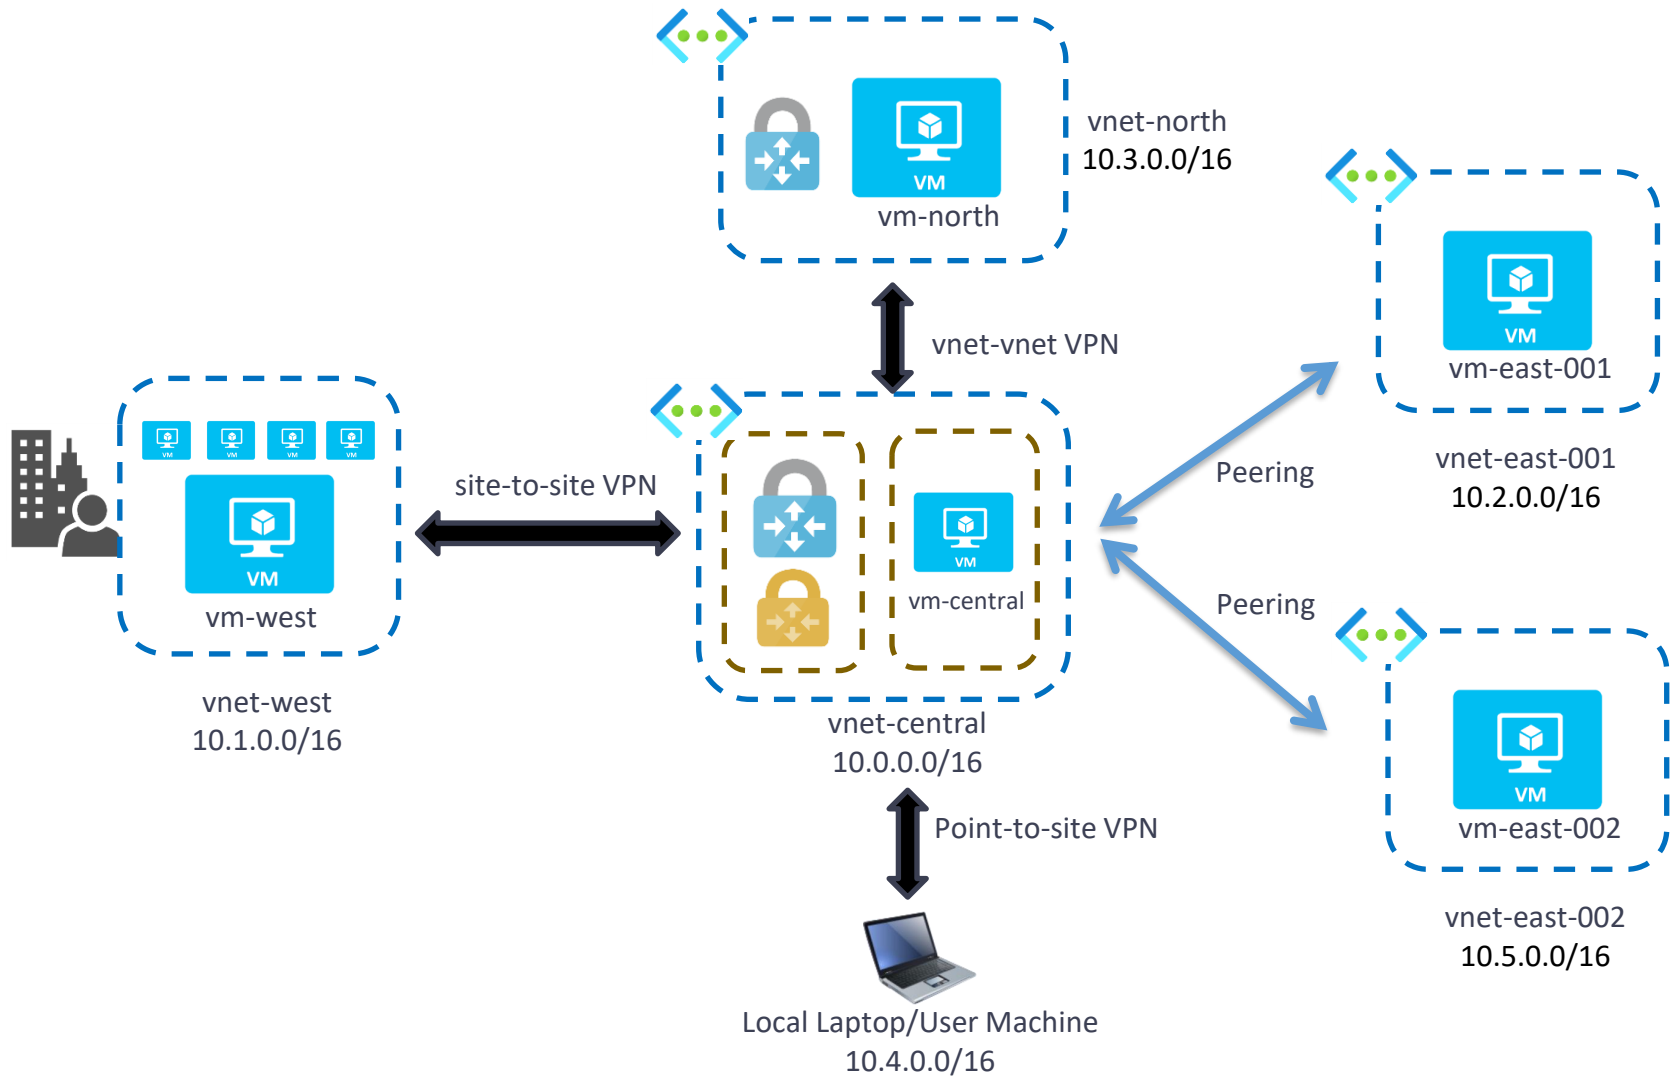 VM
vm-north
vnet-north
10.3.0.0/16
vnet-vnet VPN
VM
vm-east-001
vnet-east-001
10.2.0.0/16
Peering
VM
VM
VM
VM
VM
vm-west
vnet-west
10.1.0.0/16
site-to-site VPN
VM
vm-central
vnet-central
10.0.0.0/16
Peering
VM
vm-east-002
vnet-east-002
10.5.0.0/16
Point-to-site VPN
Local Laptop/User Machine
10.4.0.0/16